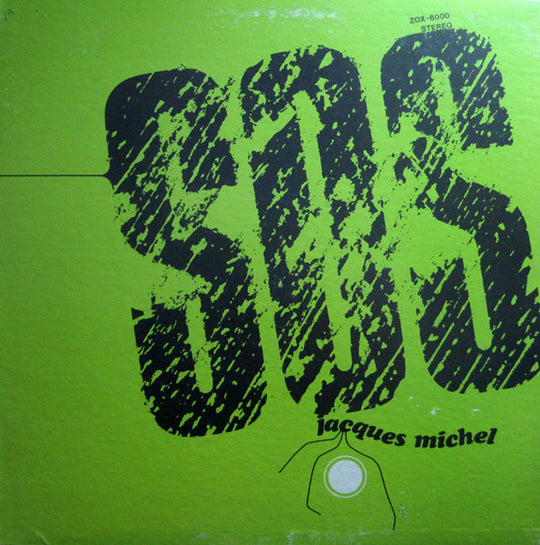 ZOX-6000
STEREO
SOS
jacques michel